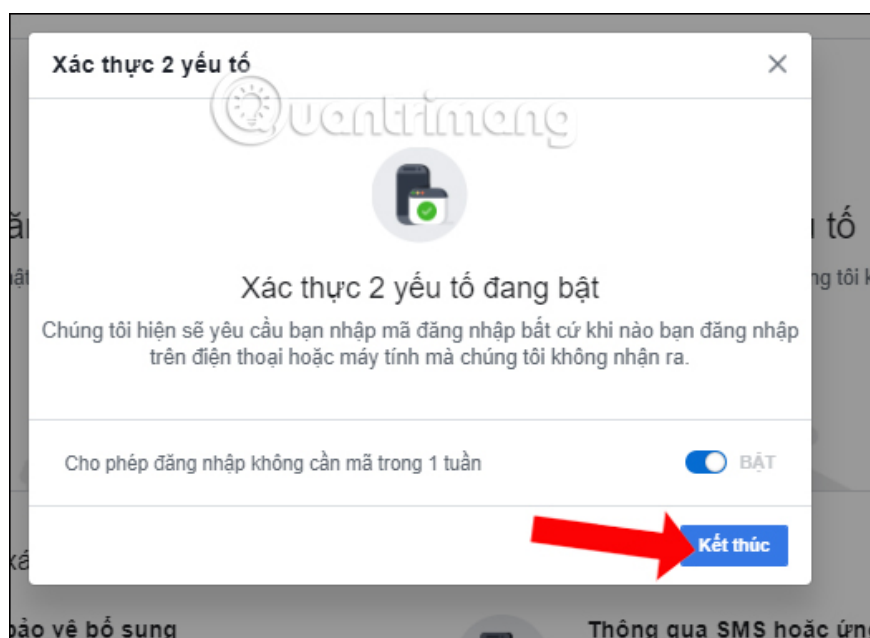 Xác thực 2 yếu tố
Quantrimang
tố
Xác thực 2 yếu tố đang bật
Chúng tôi hiện sẽ yêu cầu bạn nhập mã đăng nhập bất cứ khi nào bạn đăng nhập
trên điện thoại hoặc máy tính mà chúng tôi không nhận ra.
Cho phép đăng nhập không cần mã trong 1 tuần
BẬT
Kết thúc
bảo vệ bổ sung
Thông qua SMS hoặc ứng